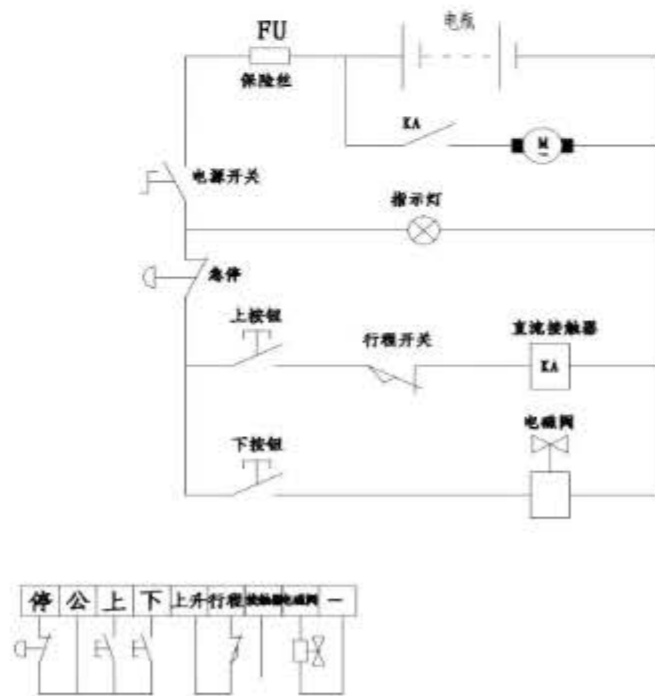 电瓶
FU
保险丝
KA
M
电源开关
指示灯
急停
上按钮
行程开关
直流接触器
KA
下按钮
电磁阀
停 公 上 下 上升 行程 接触器 电磁阀 一